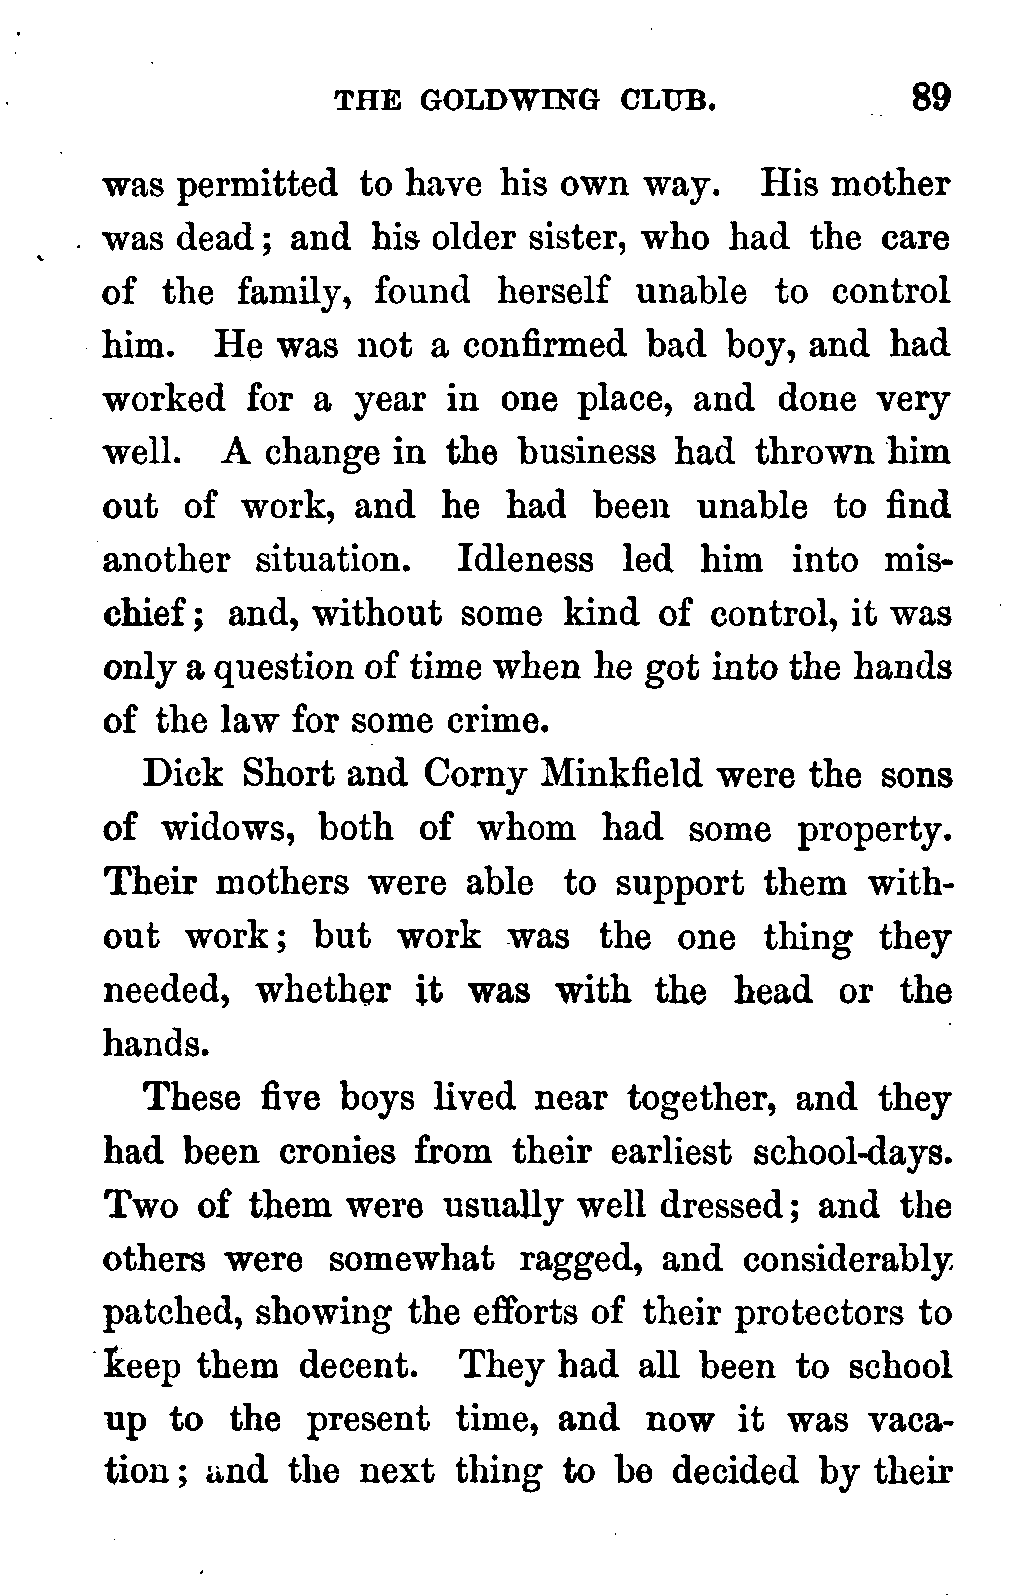 THE GOLDWING CLUB. 89
was permitted to have his own way. His mother
was dead; and his older sister, who had the care
of the family, found herself unable to control
him. He was not a confirmed bad boy, and had
worked for a year in one place, and done very
well. A change in the business had thrown him
out of work, and he had been unable to find
another situation. Idleness led him into mis-
chief; and, without some kind of control, it was
only a question of time when he got into the hands
of the law for some crime.
Dick Short and Corny Minkfield were the sons
of widows, both of whom had some property.
Their mothers were able to support them with-
out work; but work was the one thing they
needed, whether it was with the head or the
hands.
These five boys lived near together, and they
had been cronies from their earliest school-days.
Two of them were usually well dressed; and the
others were somewhat ragged, and considerably
patched, showing the efforts of their protectors to
keep them decent. They had all been to school
up to the present time, and now it was vaca-
tion; and the next thing to be decided by their